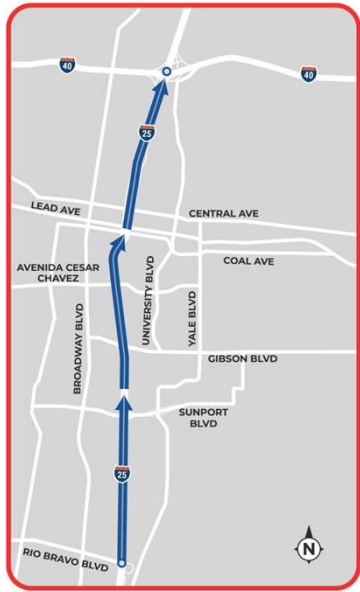 40
40
25
LEAD AVE
CENTRAL AVE
COAL AVE
AVENIDA CESAR
CHAVEZ
UNIVERSITY BLVD
YALE BLVD
BROADWAY BLVD
GIBSON BLVD
SUNPORT
BLVD
25
RIO BRAVO BLVD
N